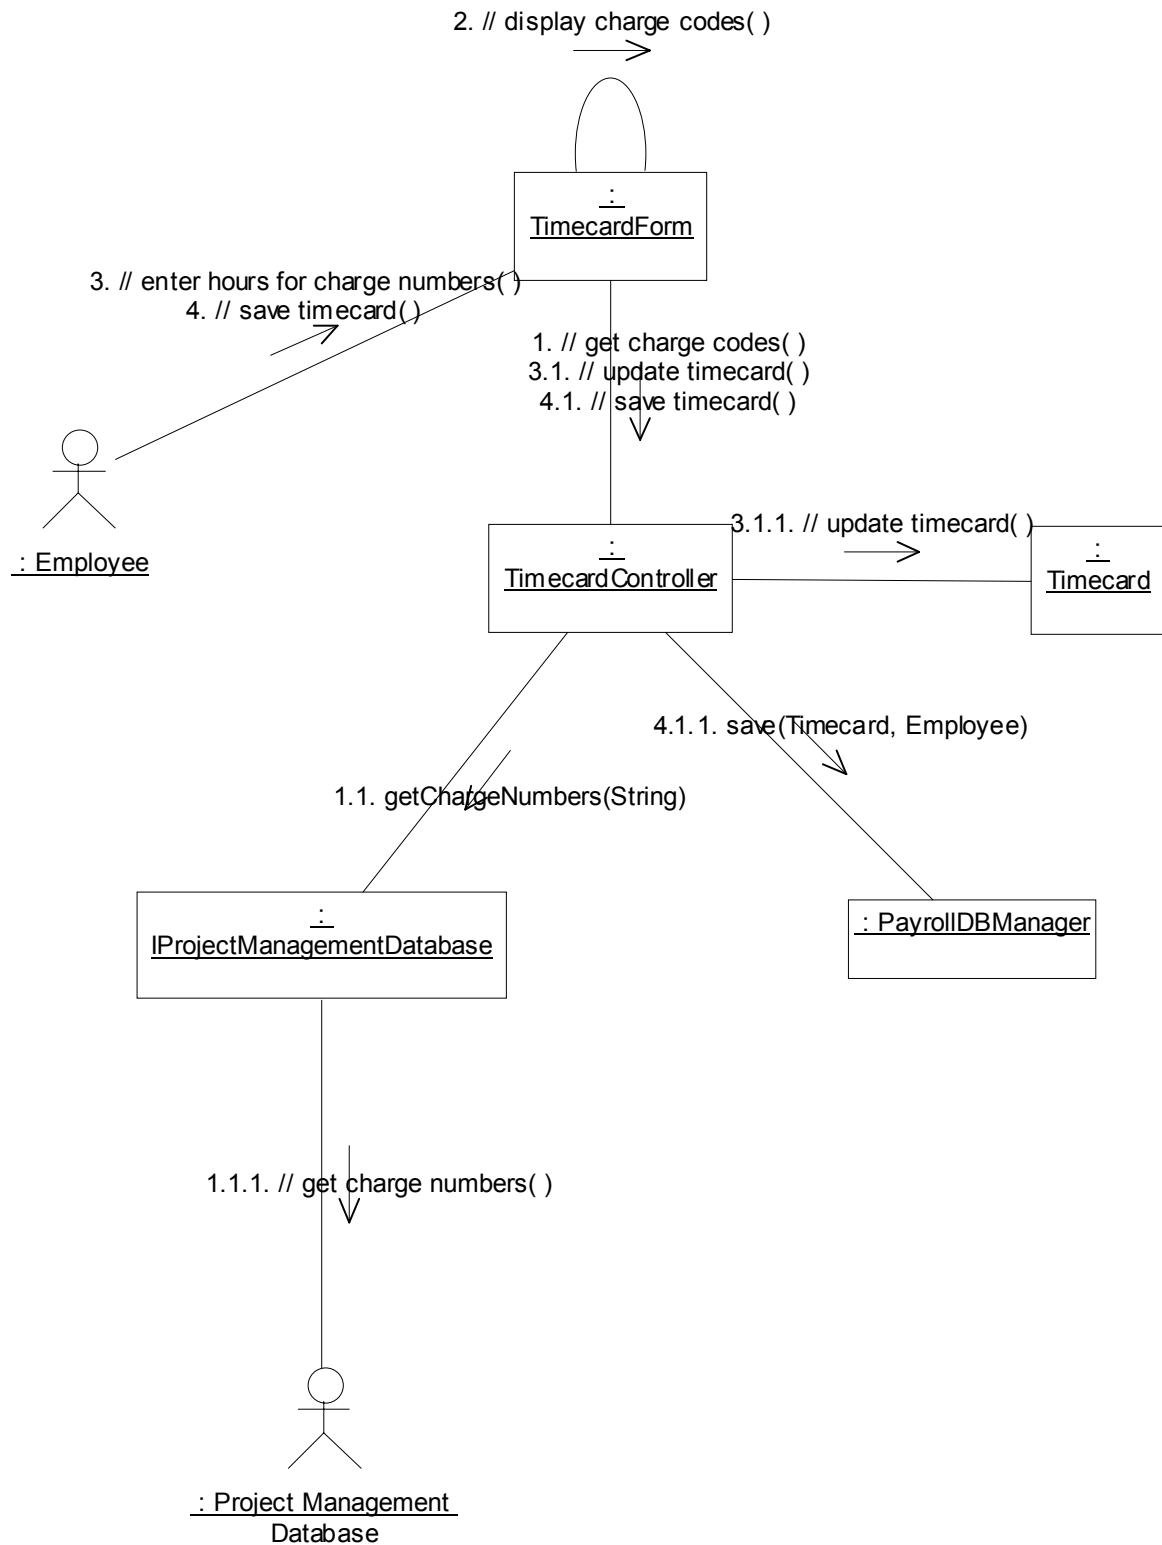 2. // display charge codes( )
:
TimecardForm
3. // enter hours for charge numbers( )
4. // save timecard( )
1. // get charge codes( )
3.1. // update timecard( )
4.1. // save timecard( )
: Employee
:
TimecardController
3.1.1. // update timecard( )
:
Timecard
4.1.1. save(Timecard, Employee)
1.1. getChargeNumbers(String)
:
IProjectManagementDatabase
: PayrollDBManager
1.1.1. // get charge numbers( )
: Project Management
Database